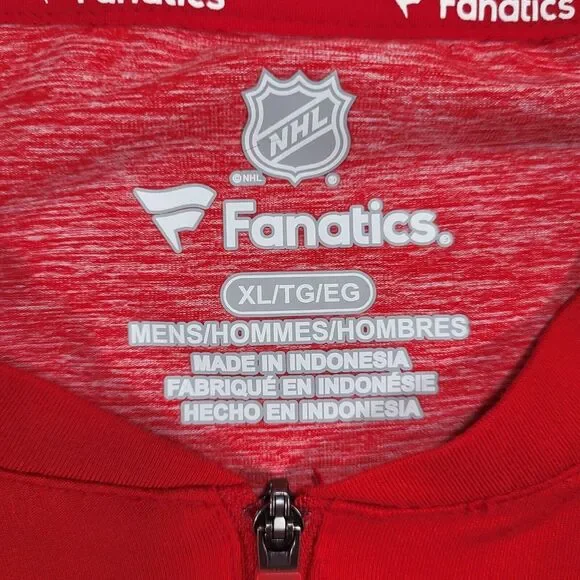 Fanatics
Fanatics
NHL
©NHL ®
Fanatics.
XL/TG/EG
MENS/HOMMES/HOMBRES
MADE IN INDONESIA
FABRIQUÉ EN INDONÉSIE
HECHO EN INDONESIA